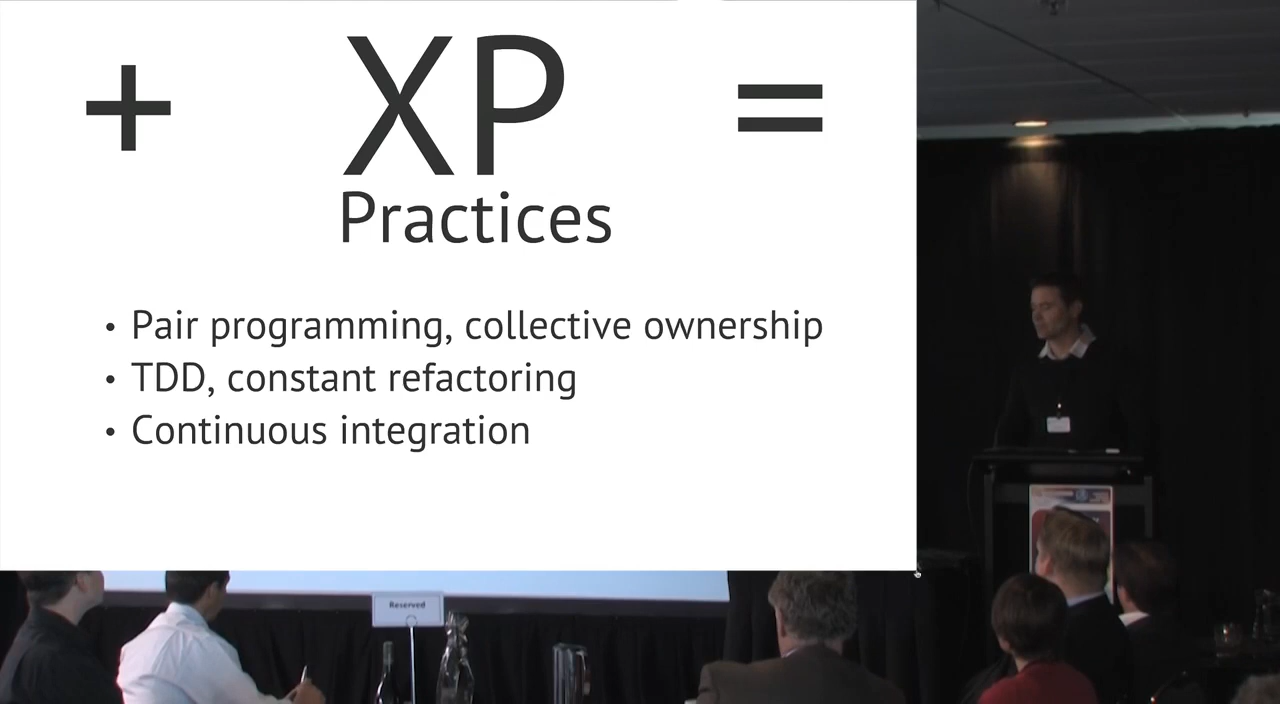 + XP =
Practices
• Pair programming, collective ownership
• TDD, constant refactoring
• Continuous integration
Reserved